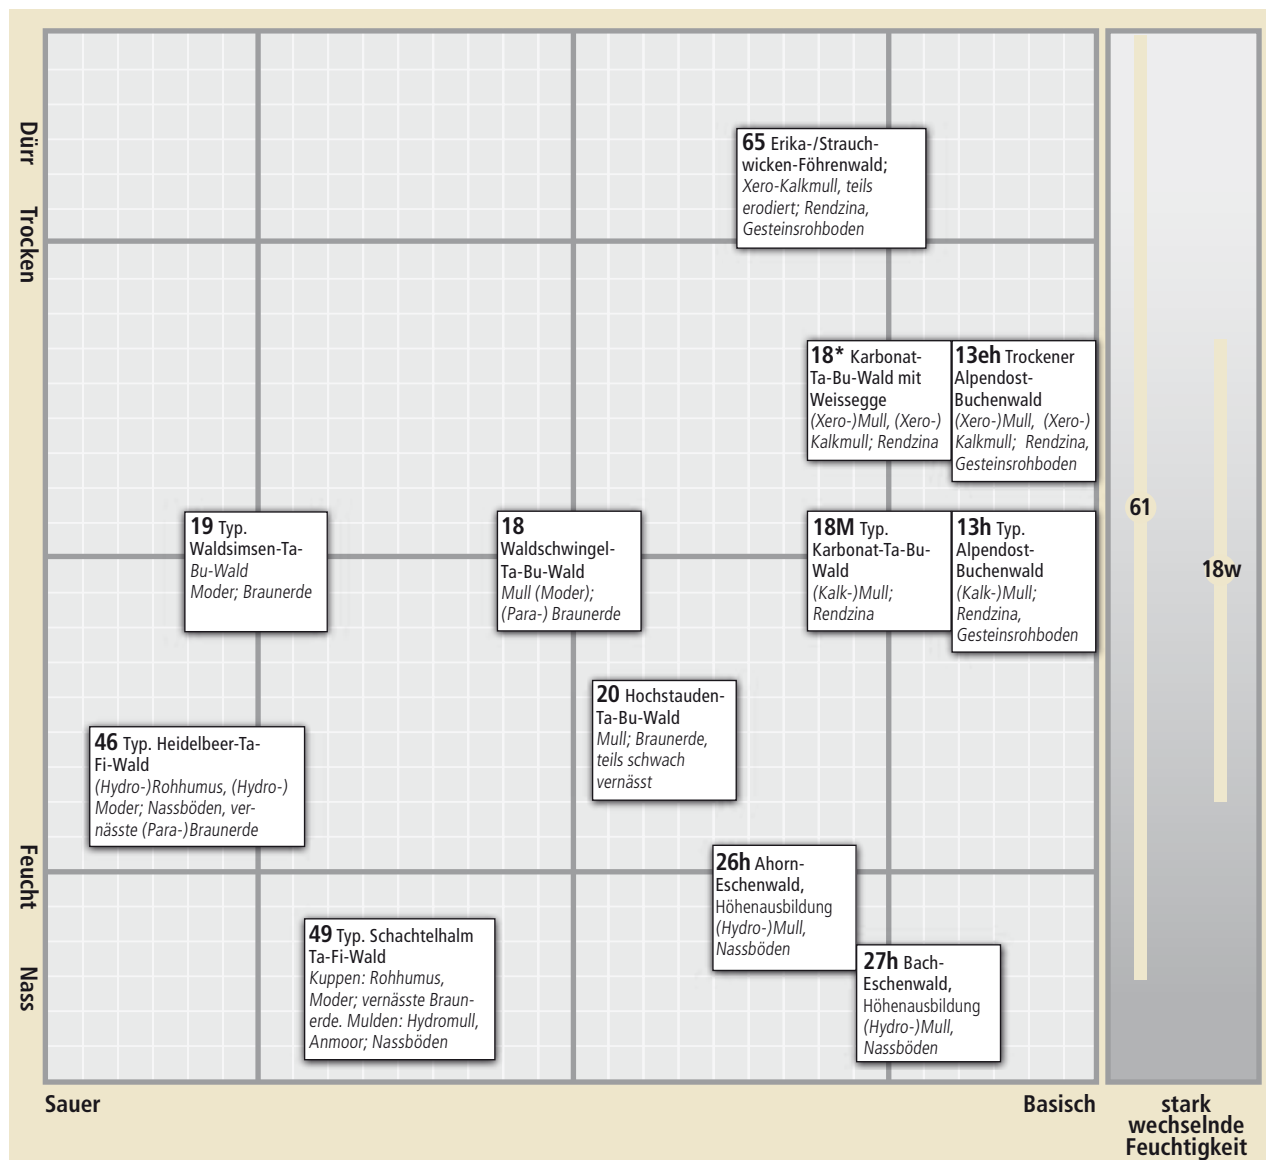 Dürr
Trocken
Feucht
Nass
65 Erika-/Strauch-
wicken-Föhrenwald;
Xero-Kalkmull, teils
erodiert; Rendzina,
Gesteinsrohboden
18* Karbonat-
Ta-Bu-Wald mit
Weissegge
(Xero-)Mull, (Xero-)
Kalkmull; Rendzina
13eh Trockener
Alpendost-
Buchenwald
(Xero-)Mull, (Xero-)
Kalkmull; Rendzina,
Gesteinsrohboden
19 Typ.
Waldsimsen-Ta-
Bu-Wald
Moder; Braunerde
18
Waldschwingel-
Ta-Bu-Wald
Mull (Moder);
(Para-) Braunerde
18M Typ.
Karbonat-Ta-Bu-
Wald
(Kalk-)Mull;
Rendzina
13h Typ.
Alpendost-
Buchenwald
(Kalk-)Mull;
Rendzina,
Gesteinsrohboden
20 Hochstauden-
Ta-Bu-Wald
Mull; Braunerde,
teils schwach
vernässt
46 Typ. Heidelbeer-Ta-
Fi-Wald
(Hydro-)Rohhumus, (Hydro-)
Moder; Nassböden, ver-
nässte (Para-)Braunerde
26h Ahorn-
Eschenwald,
Höhenausbildung
(Hydro-)Mull,
Nassböden
49 Typ. Schachtelhalm
Ta-Fi-Wald
Kuppen: Rohhumus,
Moder; vernässte Braun-
erde. Mulden: Hydromull,
Anmoor; Nassböden
27h Bach-
Eschenwald,
Höhenausbildung
(Hydro-)Mull,
Nassböden
61
18w
Sauer
Basisch
stark
wechselnde
Feuchtigkeit